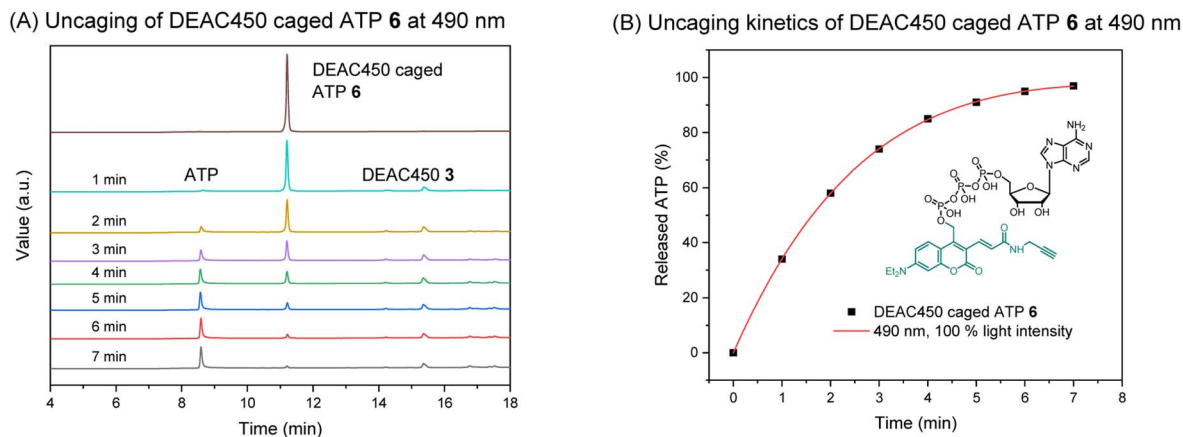 (A) Uncaging of DEAC450 caged ATP 6 at 490 nm
DEAC450 caged
ATP 6
1 min
ATP
DEAC450 3
2 min
3 min
4 min
5 min
6 min
7 min
Value (a.u.)
4 6 8 10 12 14 16 18
Time (min)
(B) Uncaging kinetics of DEAC450 caged ATP 6 at 490 nm
100
80
60
40
20
0
Released ATP (%)
NH2
N
N
N
N
O
O
O
P
O
P
O
P
O
OH
OH
OH
O
OH OH
O
O
N
H
Et2N
O
O
DEAC450 caged ATP 6
490 nm, 100 % light intensity
0 1 2 3 4 5 6 7 8
Time (min)